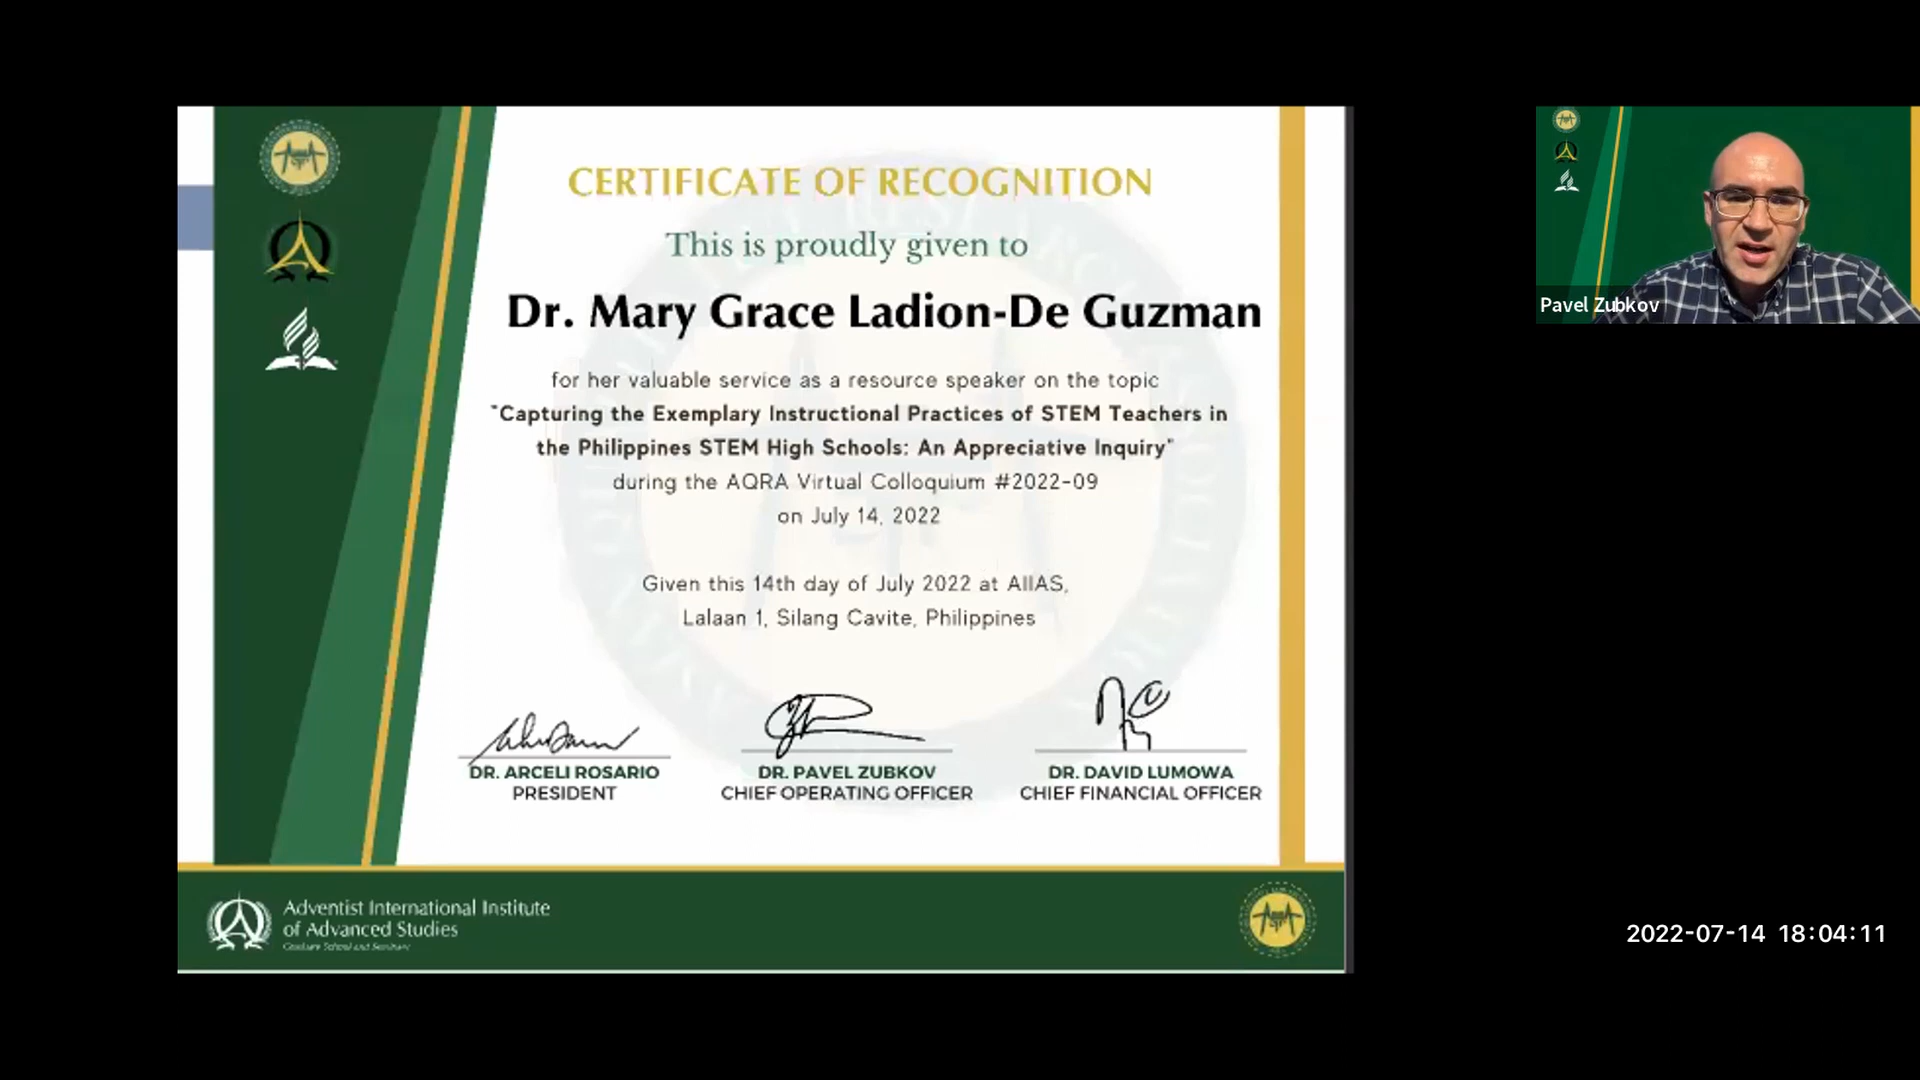 CERTIFICATE OF RECOGNITION
This is proudly given to
Dr. Mary Grace Ladion-De Guzman
for her valuable service as a resource speaker on the topic
"Capturing the Exemplary Instructional Practices of STEM Teachers in
the Philippines STEM High Schools: An Appreciative Inquiry"
during the AQRA Virtual Colloquium #2022-09
on July 14, 2022
Given this 14th day of July 2022 at AIIAS,
Lalaan 1, Silang Cavite, Philippines
DR. ARCELI ROSARIO
PRESIDENT
DR. PAVEL ZUBKOV
CHIEF OPERATING OFFICER
DR. DAVID LUMOWA
CHIEF FINANCIAL OFFICER
Adventist International Institute
of Advanced Studies
Graduate School and Seminary
Pavel Zubkov
2022-07-14 18:04:11